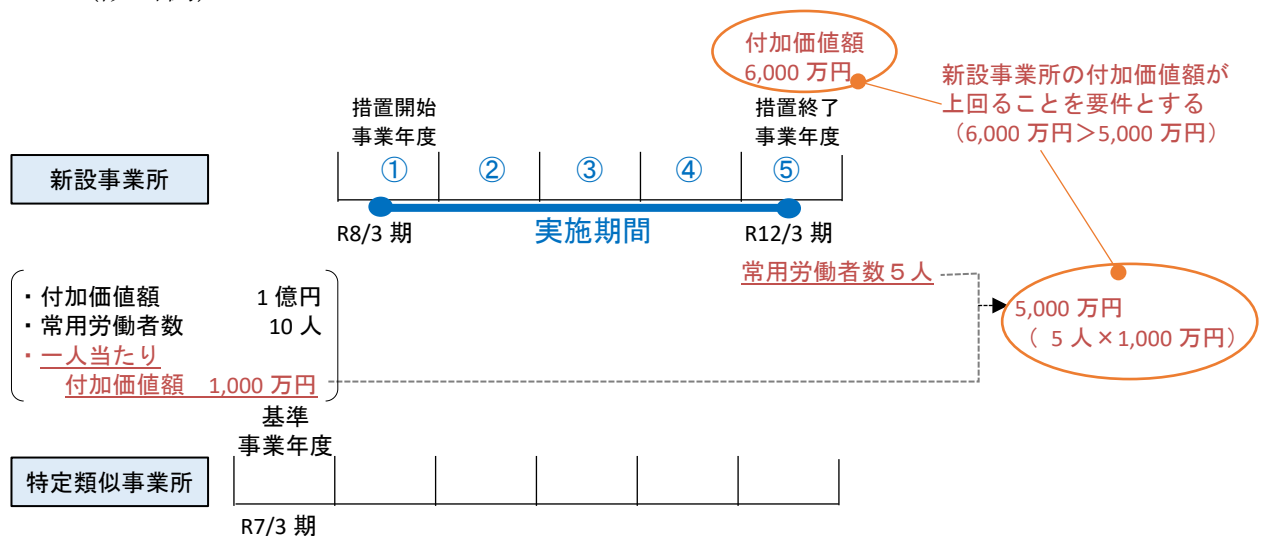 付加価値額
6,000 万円
新設事業所の付加価値額が
上回ることを要件とする
（6,000 万円＞5,000 万円）
措置開始
事業年度
措置終了
事業年度
新設事業所
① ② ③ ④ ⑤
R8/3 期
実施期間
R12/3 期
常用労働者数５人
・付加価値額 1 億円
・常用労働者数 10 人
・一人当たり
付加価値額 1,000 万円
5,000 万円
（ 5 人×1,000 万円）
基準
事業年度
特定類似事業所
R7/3 期